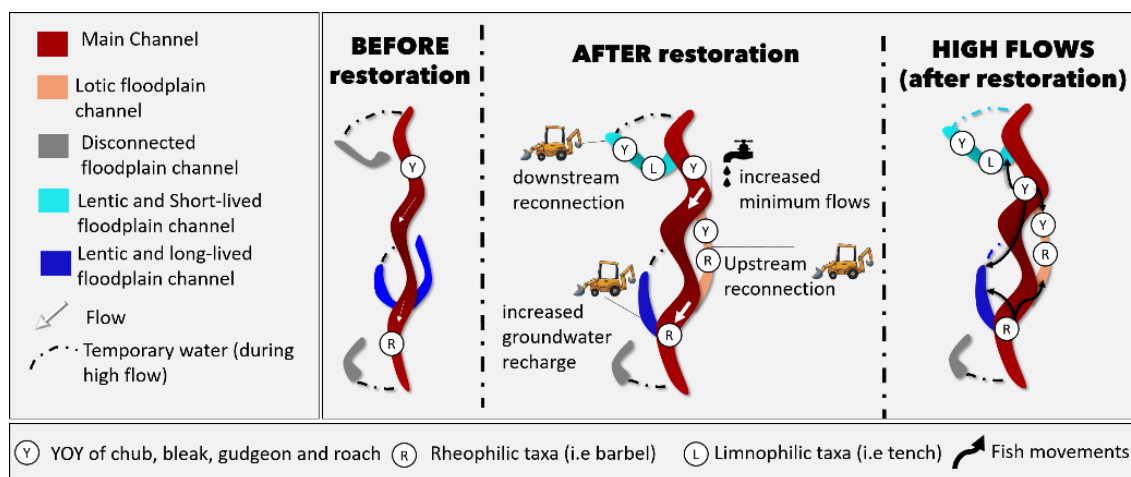 Main Channel
Lotic floodplain
channel
Disconnected
floodplain channel
Lentic and Short-lived
floodplain channel
Lentic and long-lived
floodplain channel
Flow
Temporary water (during
high flow)
BEFORE
restoration
Y
R
AFTER restoration
Y
L
Y
downstream
reconnection
increased
minimum flows
Y
R
Upstream
reconnection
increased
groundwater
recharge
R
HIGH FLOWS
(after restoration)
Y
L
Y
Y
R
R
Y YOY of chub, bleak, gudgeon and roach R Rheophilic taxa (i.e barbel) L Limnophilic taxa (i.e tench) Fish movements